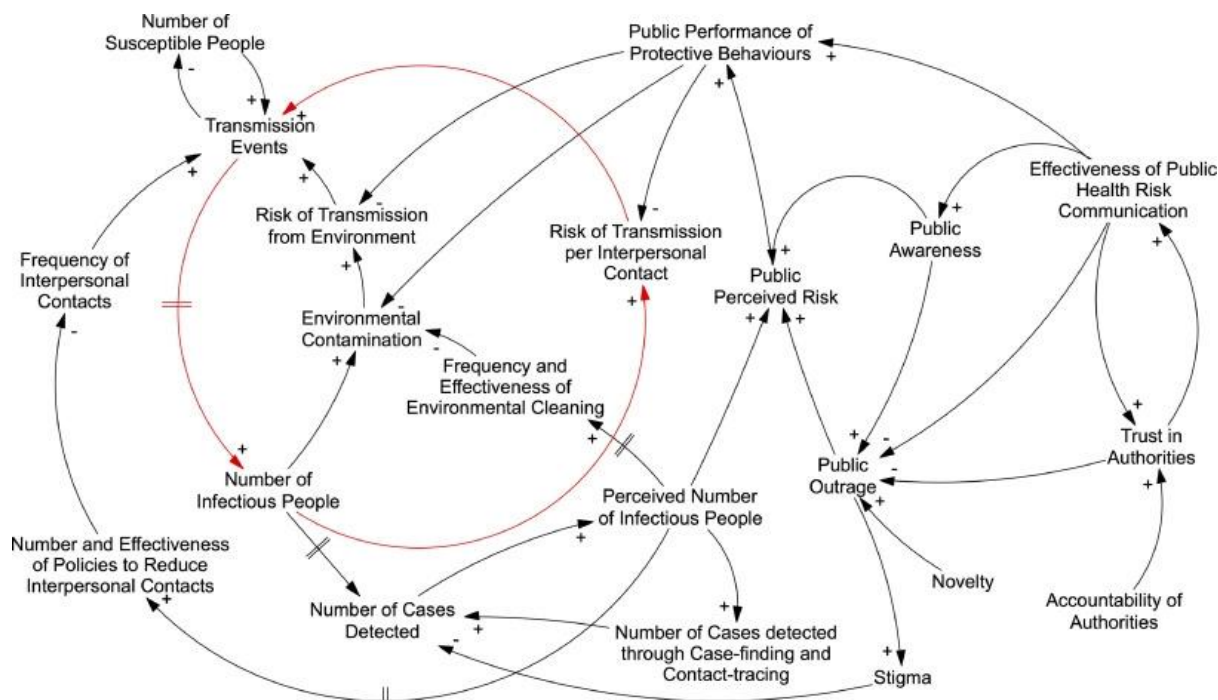 Number of
Susceptible People
-
+
Transmission
Events
+
+
+
Public Performance of
Protective Behaviours
+
+
Effectiveness of Public
Health Risk
Communication
+
Risk of Transmission
from Environment
-
+
Risk of Transmission
per Interpersonal
Contact
-
+
Public
Awareness
+
Public
Perceived Risk
+
+
+
Frequency of
Interpersonal
Contacts
-
Environmental
Contamination
-
-
+
Frequency and
Effectiveness of
Environmental Cleaning
+
Number of
Infectious People
+
Perceived Number
of Infectious People
+
Public
Outrage
+
-
-
+
Trust in
Authorities
+
+
Number and Effectiveness
of Policies to Reduce
Interpersonal Contacts
+
Number of Cases
Detected
+
-
Number of Cases detected
through Case-finding and
Contact-tracing
+
Novelty
Stigma
+
Accountability of
Authorities